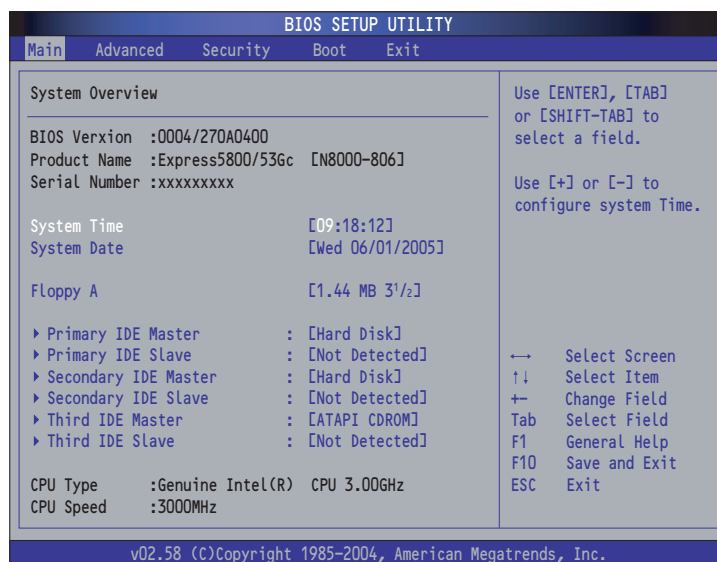 BIOS SETUP UTILITY
Main Advanced Security Boot Exit
System Overview
BIOS Verxion :0004/270A0400
Product Name :Express5800/53Gc [N8000-806]
Serial Number :xxxxxxxxx
System Time [09:18:12]
System Date [Wed 06/01/2005]
Floppy A [1.44 MB 3¹/₂]
▸ Primary IDE Master : [Hard Disk]
▸ Primary IDE Slave : [Not Detected]
▸ Secondary IDE Master : [Hard Disk]
▸ Secondary IDE Slave : [Not Detected]
▸ Third IDE Master : [ATAPI CDROM]
▸ Third IDE Slave : [Not Detected]
CPU Type :Genuine Intel(R) CPU 3.00GHz
CPU Speed :3000MHz
Use [ENTER], [TAB]
or [SHIFT-TAB] to
select a field.
Use [+] or [-] to
configure system Time.
←→ Select Screen
↑↓ Select Item
+- Change Field
Tab Select Field
F1 General Help
F10 Save and Exit
ESC Exit
v02.58 (C)Copyright 1985-2004, American Megatrends, Inc.